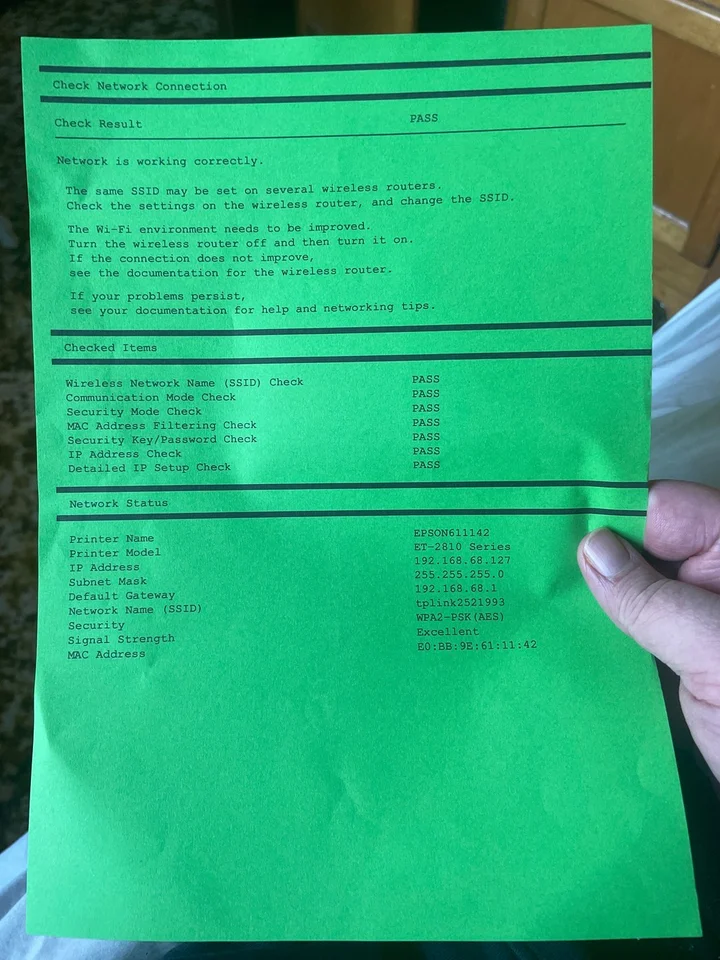 Check Network Connection
Check Result PASS
Network is working correctly.
The same SSID may be set on several wireless routers.
Check the settings on the wireless router, and change the SSID.
The Wi-Fi environment needs to be improved.
Turn the wireless router off and then turn it on.
If the connection does not improve,
see the documentation for the wireless router.
If your problems persist,
see your documentation for help and networking tips.
Checked Items
Wireless Network Name (SSID) Check PASS
Communication Mode Check PASS
Security Mode Check PASS
MAC Address Filtering Check PASS
Security Key/Password Check PASS
IP Address Check PASS
Detailed IP Setup Check PASS
Network Status
Printer Name EPSON611142
Printer Model ET-2810 Series
IP Address 192.168.68.127
Subnet Mask 255.255.255.0
Default Gateway 192.168.68.1
Network Name (SSID) tplink2521993
Security WPA2-PSK(AES)
Signal Strength Excellent
MAC Address E0:BB:9E:61:11:42